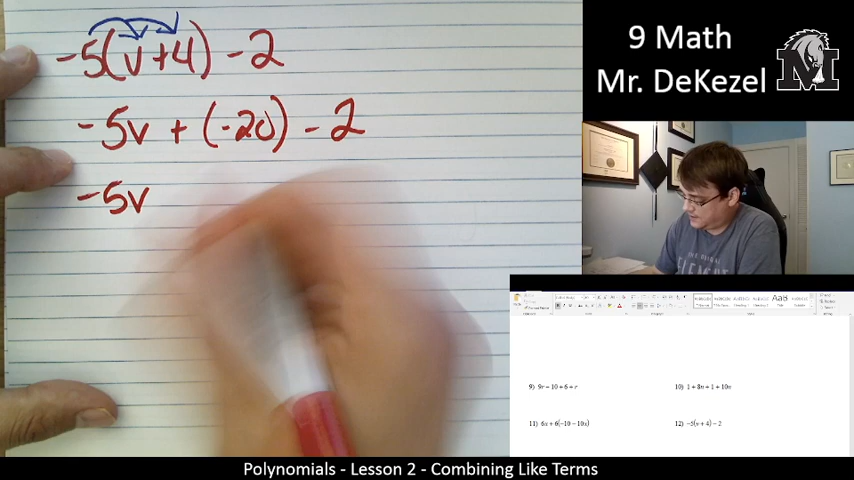 -5(v+4)-2
-5v + (-20) - 2
-5v
9 Math
Mr. DeKezel
M
9) 9r - 10 + 6 + r
10) 1 + 8n + 1 + 10n
11) 6x + 6(-10 - 10x)
12) -5(v + 4) - 2
Polynomials - Lesson 2 - Combining Like Terms